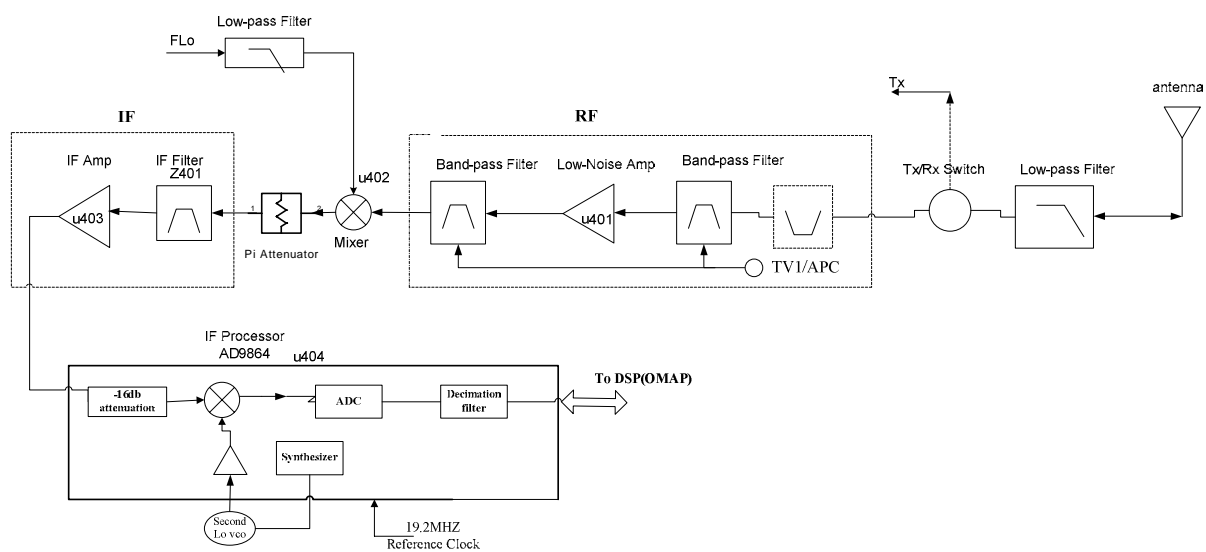 Low-pass Filter
FLo
Tx
antenna
IF
RF
IF Amp
IF Filter
Z401
u402
Band-pass Filter
Low-Noise Amp
Band-pass Filter
Tx/Rx Switch
Low-pass Filter
u403
1
2
u401
Mixer
Pi Attenuator
TV1/APC
IF Processor
AD9864
u404
To DSP(OMAP)
-16db
attenuation
ADC
Decimation
filter
Synthesizer
Second
Lo vco
19.2MHZ
Reference Clock